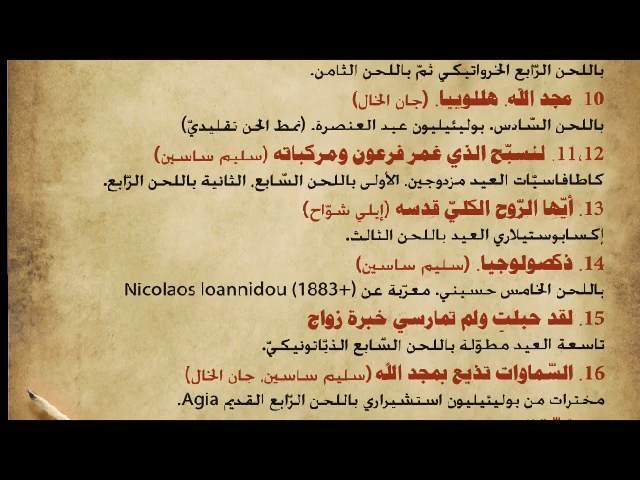 باللحن الرّابع الخرواتيكي ثمّ باللحن الثامن.
10 مجد الله. هللوييا. (جان الخال)
باللحن السّادس. بوليئيليون عيد العنصرة. (نمط الحن تقليديّ)
11،12. لنسبّح الذي غمر فرعون ومركباته (سليم ساسين)
كاطافاسيّات العيد مزدوجين. الأولى باللحن السّابع. الثانية باللحن الرّابع.
13. أيّها الرّوح الكليّ قدسه (إيلي شوّاح)
إكسابوستيلاري العيد باللحن الثالث.
14. ذكصولوجيا. (سليم ساسين)
باللحن الخامس حسيني. معرّبة عن Nicolaos Ioannidou (1883+)
15. لقد حبلتِ ولم تمارسي خبرة زواج
تاسعة العيد مطوّلة باللحن السّابع الذيّاتونيكيّ.
16. السّماوات تذيع بمجد الله (سليم ساسين. جان الخال)
مختارات من بوليئيليون استشيراري باللحن الرّابع القديم Agia.